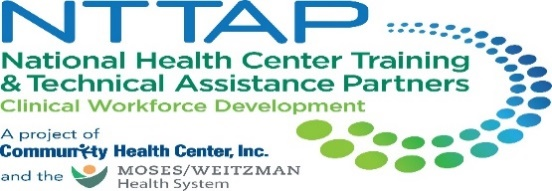 NTTAP
National Health Center Training
& Technical Assistance Partners
Clinical Workforce Development
A project of
Community Health Center, Inc.
and the MOSES/WEITZMAN
Health System